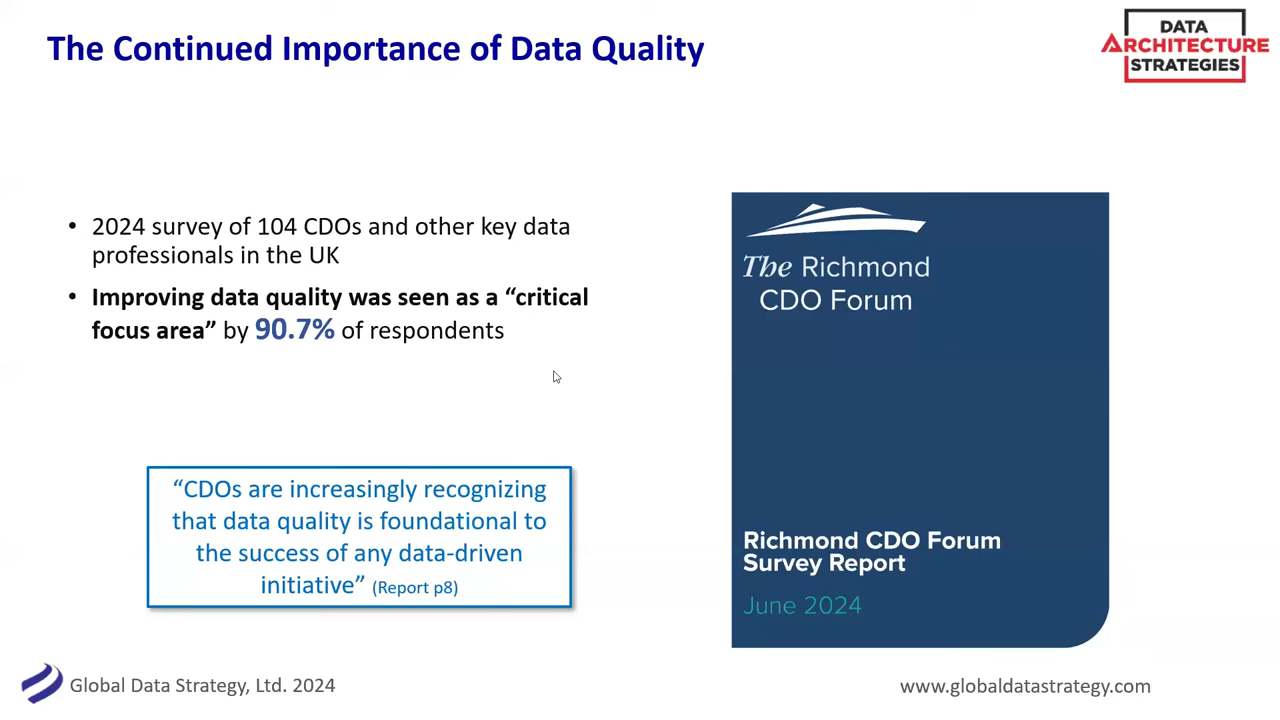 The Continued Importance of Data Quality
DATA
ARCHITECTURE
STRATEGIES
• 2024 survey of 104 CDOs and other key data
professionals in the UK
• Improving data quality was seen as a “critical
focus area” by 90.7% of respondents
“CDOs are increasingly recognizing
that data quality is foundational to
the success of any data-driven
initiative” (Report p8)
The Richmond
CDO Forum
Richmond CDO Forum
Survey Report
June 2024
Global Data Strategy, Ltd. 2024
www.globaldatastrategy.com